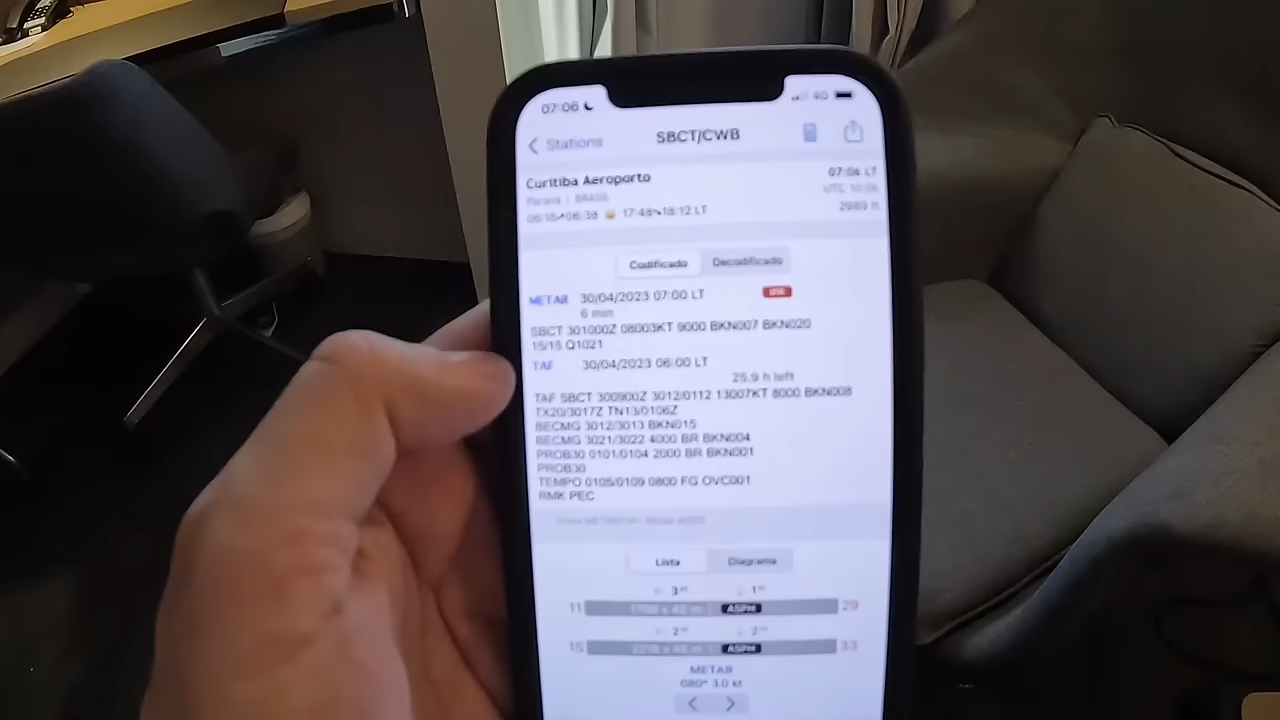 07:06
4G
Stations
SBCT/CWB
Curitiba Aeroporto
07:06 LT
Paraná | BRASIL
UTC 10:06
06:15 06:38 17:48 18:12 LT
2989 ft
Codificado Decodificado
METAR 30/04/2023 07:00 LT
6 min
SBCT 301000Z 08003KT 9000 BKN007 BKN020
15/15 Q1021
TAF 30/04/2023 06:00 LT
25.9 h left
TAF SBCT 300900Z 3012/0112 13007KT 8000 BKN008
TX20/3017Z TN13/0106Z
BECMG 3012/3013 BKN015
BECMG 3021/3022 4000 BR BKN004
PROB30 0101/0104 2000 BR BKN001
PROB30
TEMPO 0105/0109 0800 FG OVC001
RMK PEC
Lista Diagrama
3 1
11 ASPH 29
2 2
15 ASPH 33
METAR
080° 3.0 kt